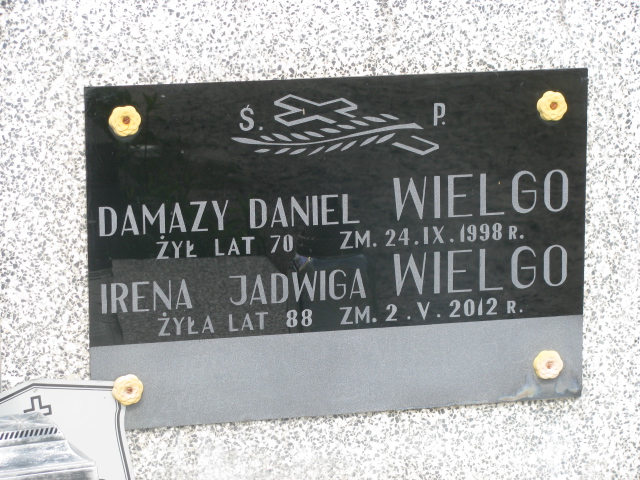 Ś. P.
DAMAZY DANIEL WIELGO
ŻYŁ LAT 70 ZM. 24.IX.1998 R.
IRENA JADWIGA WIELGO
ŻYŁA LAT 88 ZM. 2.V.2012 R.